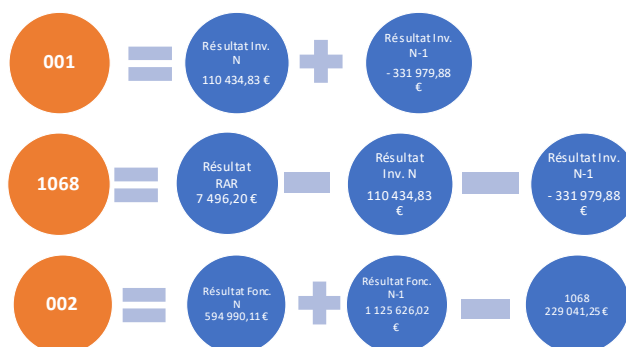 001
Résultat Inv.
N
110 434,83 €
Résultat Inv.
N-1
- 331 979,88
€
1068
Résultat
RAR
7 496,20 €
Résultat
Inv. N
110 434,83
€
Résultat Inv.
N-1
- 331 979,88
€
002
Résultat Fonc.
N
594 990,11 €
Résultat Fonc.
N-1
1 125 626,02
€
1068
229 041,25 €